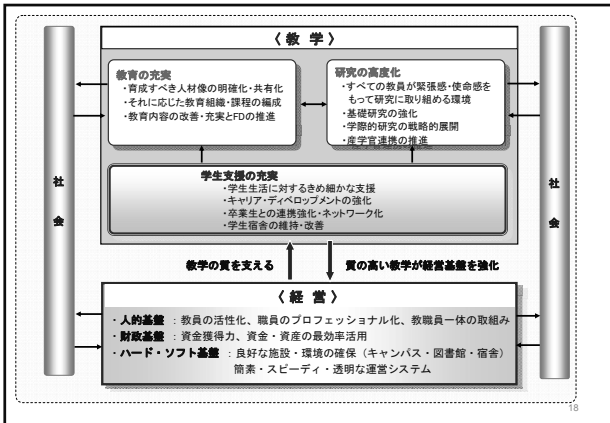 〈 教 学 〉
教育の充実
・育成すべき人材像の明確化・共有化
・それに応じた教育組織・課程の編成
・教育内容の改善・充実とFDの推進
研究の高度化
・すべての教員が緊張感・使命感を
もって研究に取り組める環境
・基礎研究の強化
・学際的研究の戦略的展開
・産学官連携の推進
学生支援の充実
・学生生活に対するきめ細かな支援
・キャリア・ディベロップメントの強化
・卒業生との連携強化・ネットワーク化
・学生宿舎の維持・改善
社
会
社
会
教学の質を支える
質の高い教学が経営基盤を強化
〈 経 営 〉
・人的基盤 ：教員の活性化、職員のプロフェッショナル化、教職員一体の取組み
・財政基盤 ：資金獲得力、資金・資産の最効率活用
・ハード・ソフト基盤 ：良好な施設・環境の確保（キャンパス・図書館・宿舎）
簡素・スピーディ・透明な運営システム
18